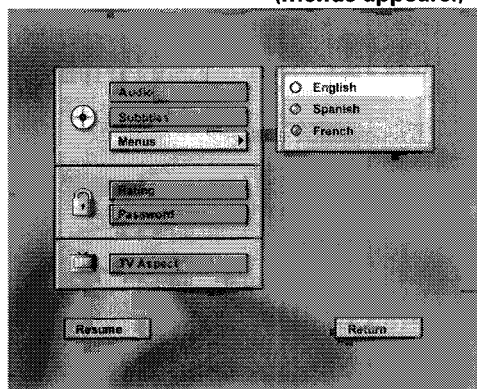 (Menus appears.)
Audio
Subtitles
Menus
English
Spanish
French
Rating
Password
TV Aspect
Resume
Return